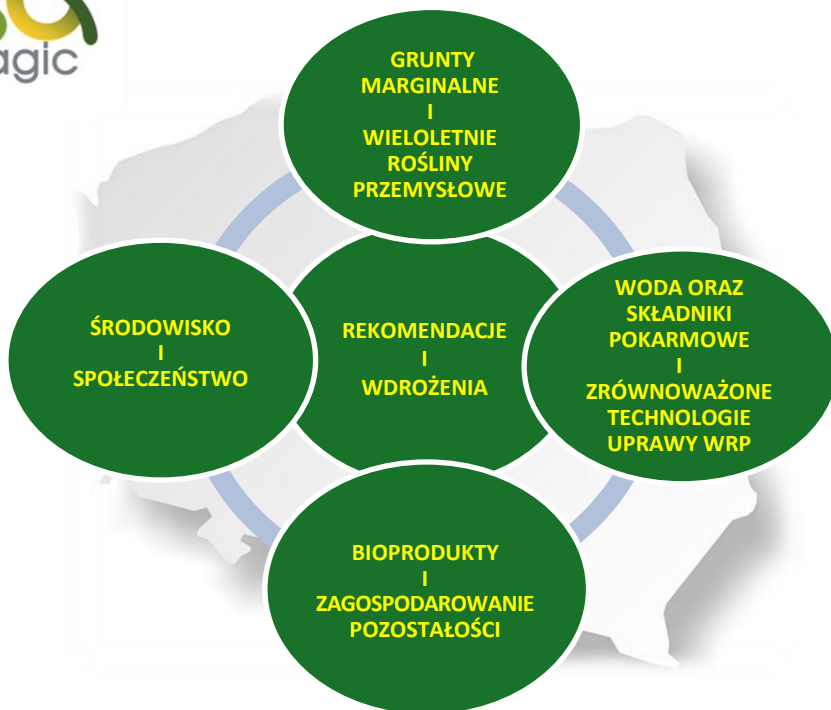 agic
GRUNTY
MARGINALNE
I
WIELOLETNIE
ROŚLINY
PRZEMYSŁOWE
ŚRODOWISKO
I
SPOŁECZEŃSTWO
REKOMENDACJE
I
WDROŻENIA
WODA ORAZ
SKŁADNIKI
POKARMOWE
I
ZRÓWNOWAŻONE
TECHNOLOGIE
UPRAWY WRP
BIOPRODUKTY
I
ZAGOSPODAROWANIE
POZOSTAŁOŚCI